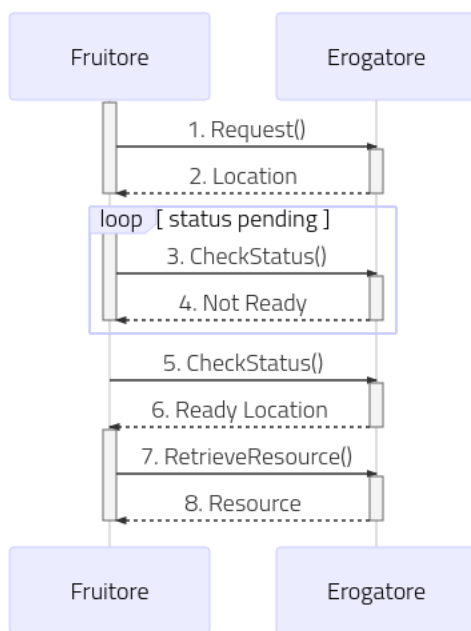 Fruitore Erogatore
1. Request()
2. Location
loop [ status pending ]
3. CheckStatus()
4. Not Ready
5. CheckStatus()
6. Ready Location
7. RetrieveResource()
8. Resource
Fruitore Erogatore